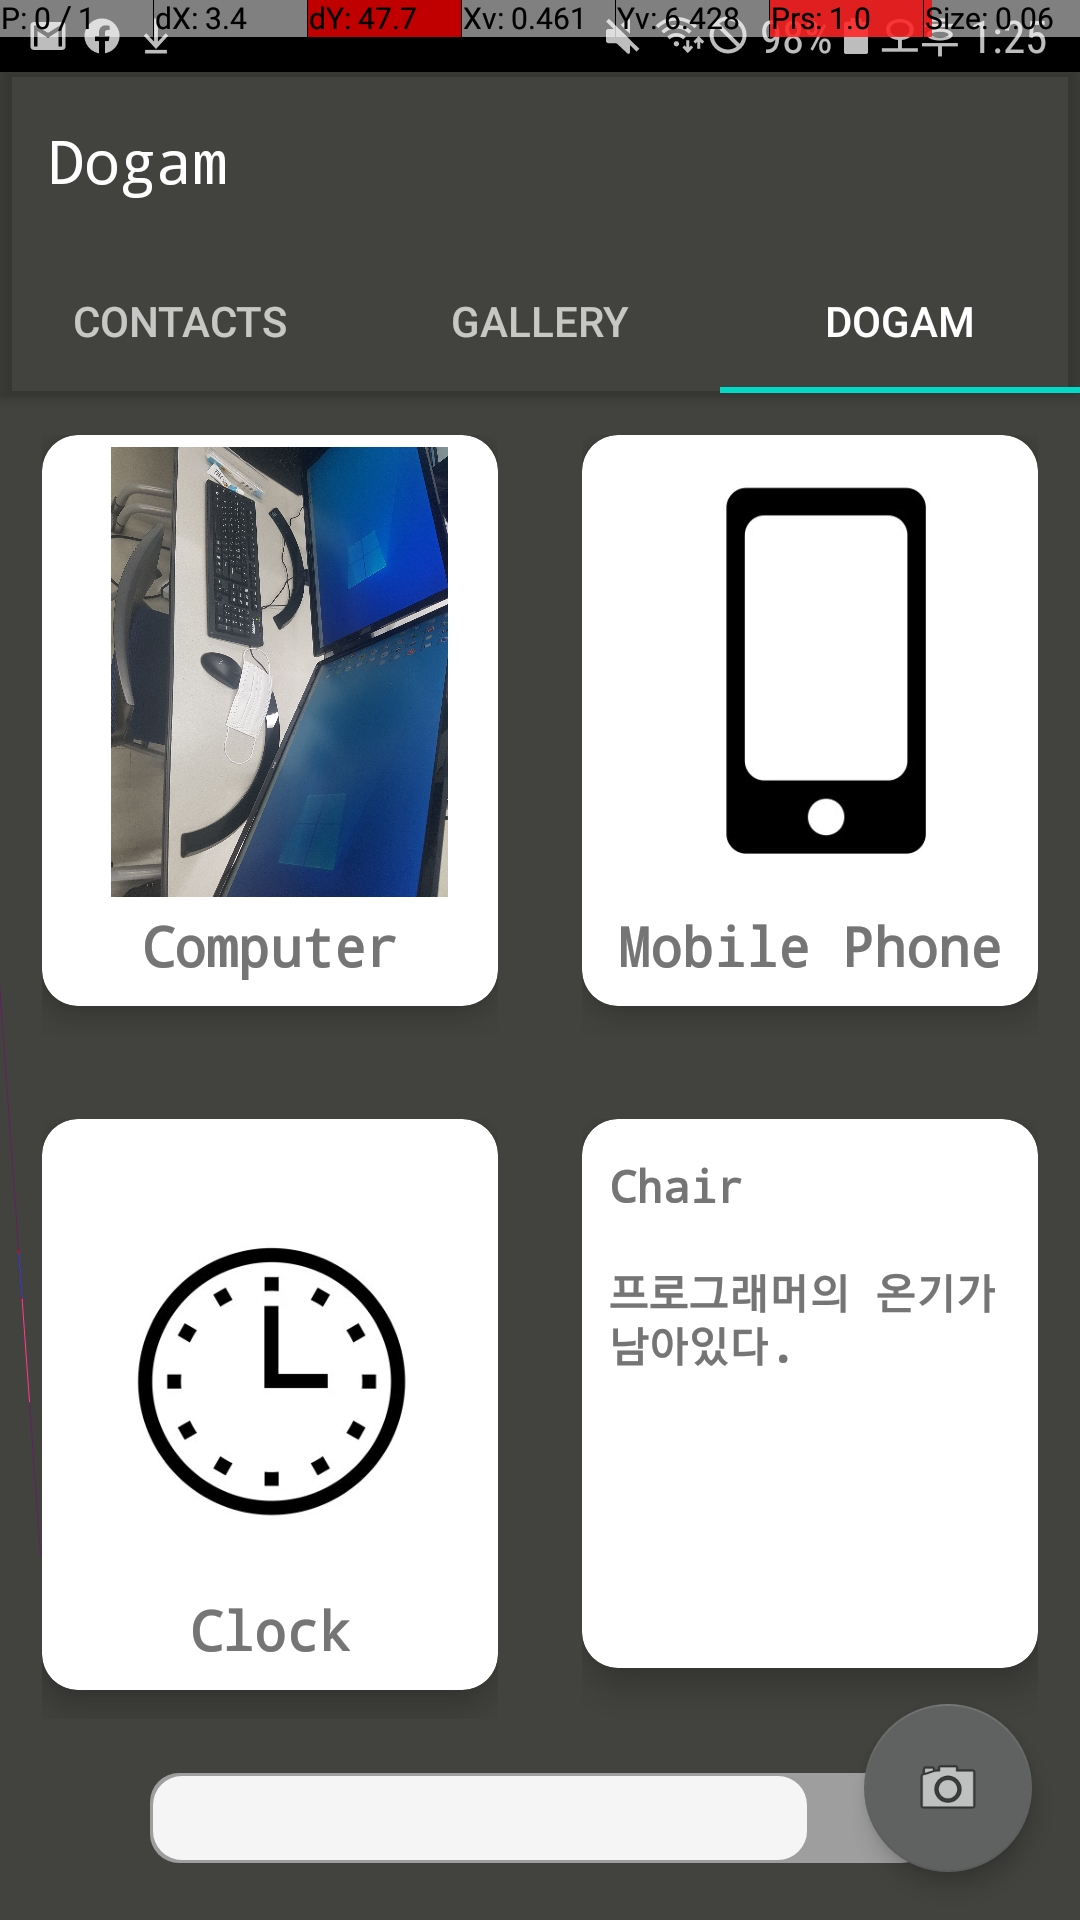 P: 0 / 1 dX: 3.4 dY: 47.7 Xv: 0.461 Yv: 6.428 Prs: 1.0 Size: 0.06
98% 오후 1:25
Dogam
CONTACTS GALLERY DOGAM
Computer
Mobile Phone
Clock
Chair
프로그래머의 온기가
남아있다.